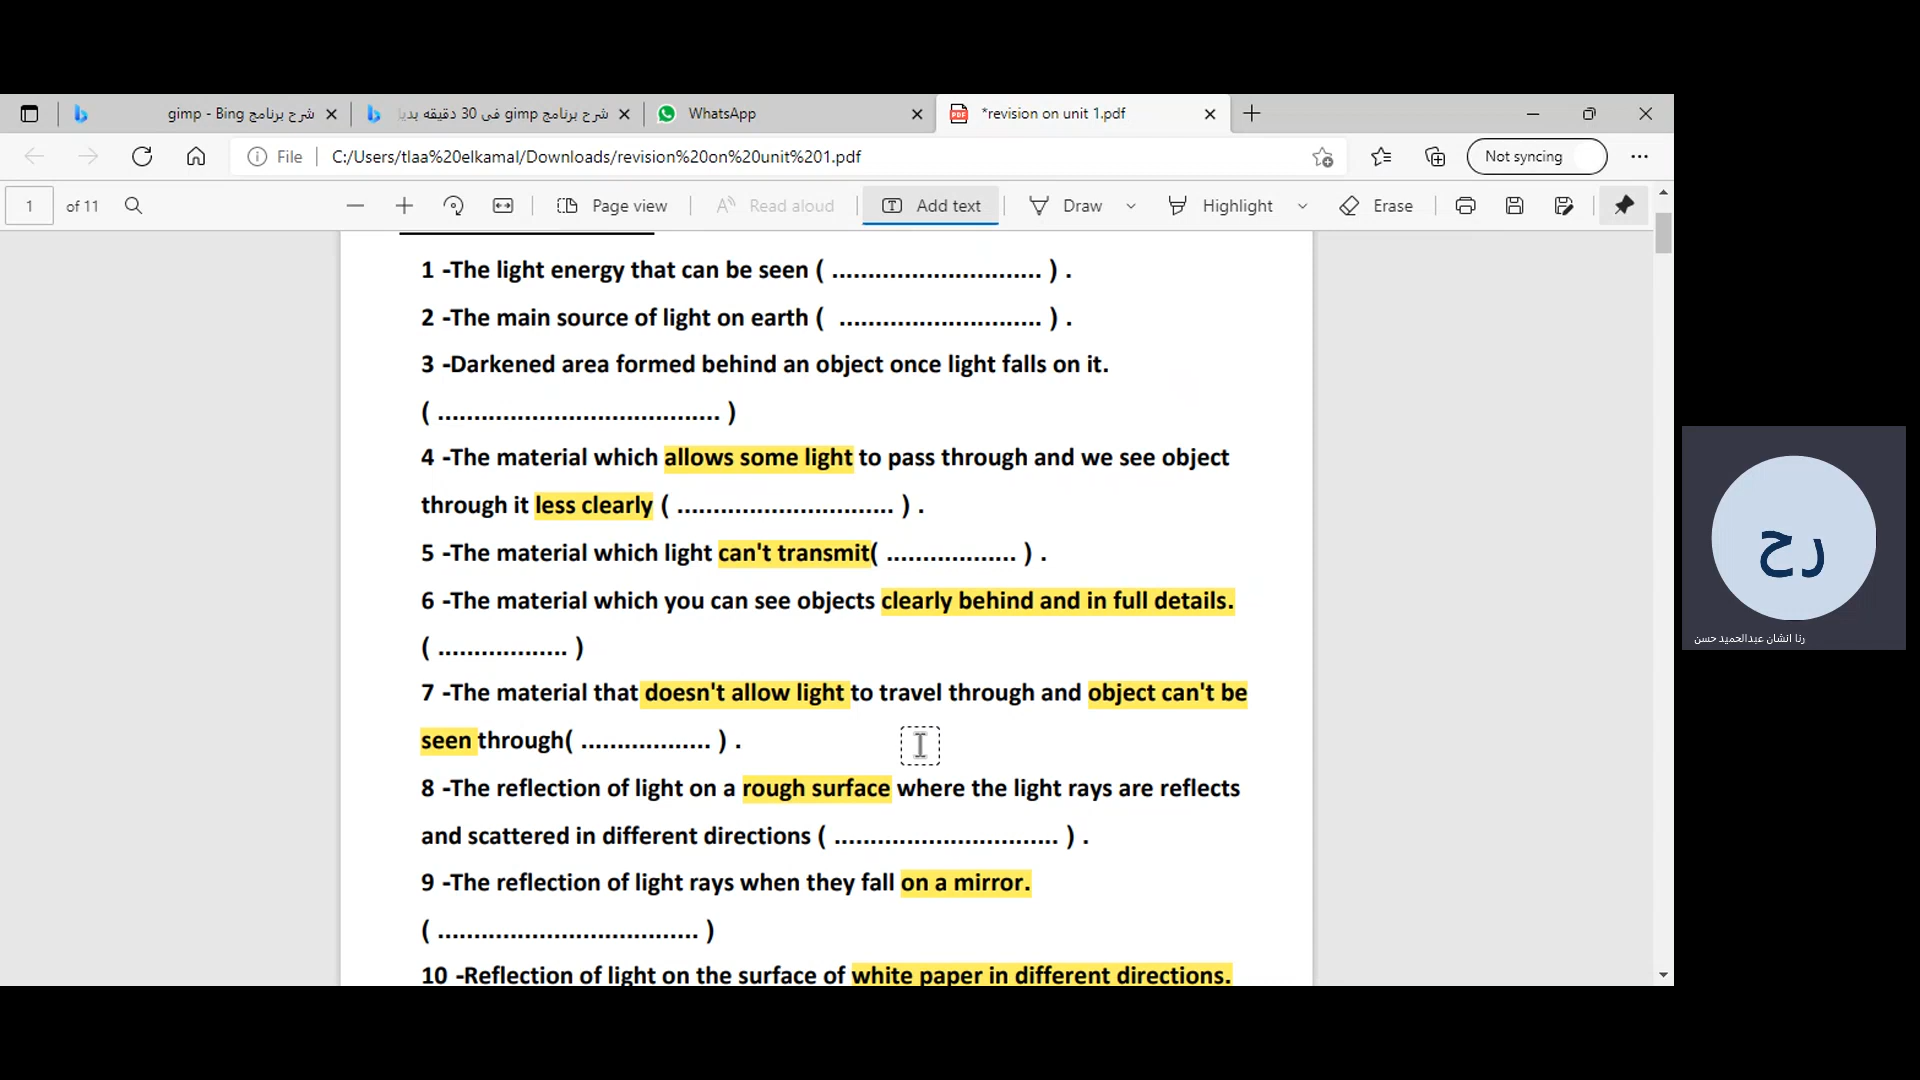 شرح برنامج gimp - Bing
شرح برنامج gimp فى 30 دقيقه
WhatsApp
*revision on unit 1.pdf
File
C:/Users/tlaa%20elkamal/Downloads/revision%20on%20unit%201.pdf
Not syncing
1 of 11
Page view
Read aloud
Add text
Draw
Highlight
Erase
1 -The light energy that can be seen ( ............................. ) .
2 -The main source of light on earth ( ............................ ) .
3 -Darkened area formed behind an object once light falls on it.
( ....................................... )
4 -The material which allows some light to pass through and we see object
through it less clearly ( .............................. ) .
5 -The material which light can't transmit( .................. ) .
6 -The material which you can see objects clearly behind and in full details.
( .................. )
7 -The material that doesn't allow light to travel through and object can't be
seen through( .................. ) .
8 -The reflection of light on a rough surface where the light rays are reflects
and scattered in different directions ( ............................... ) .
9 -The reflection of light rays when they fall on a mirror.
( .................................... )
10 -Reflection of light on the surface of white paper in different directions.
رح
رنا انشان عبدالحميد حسن